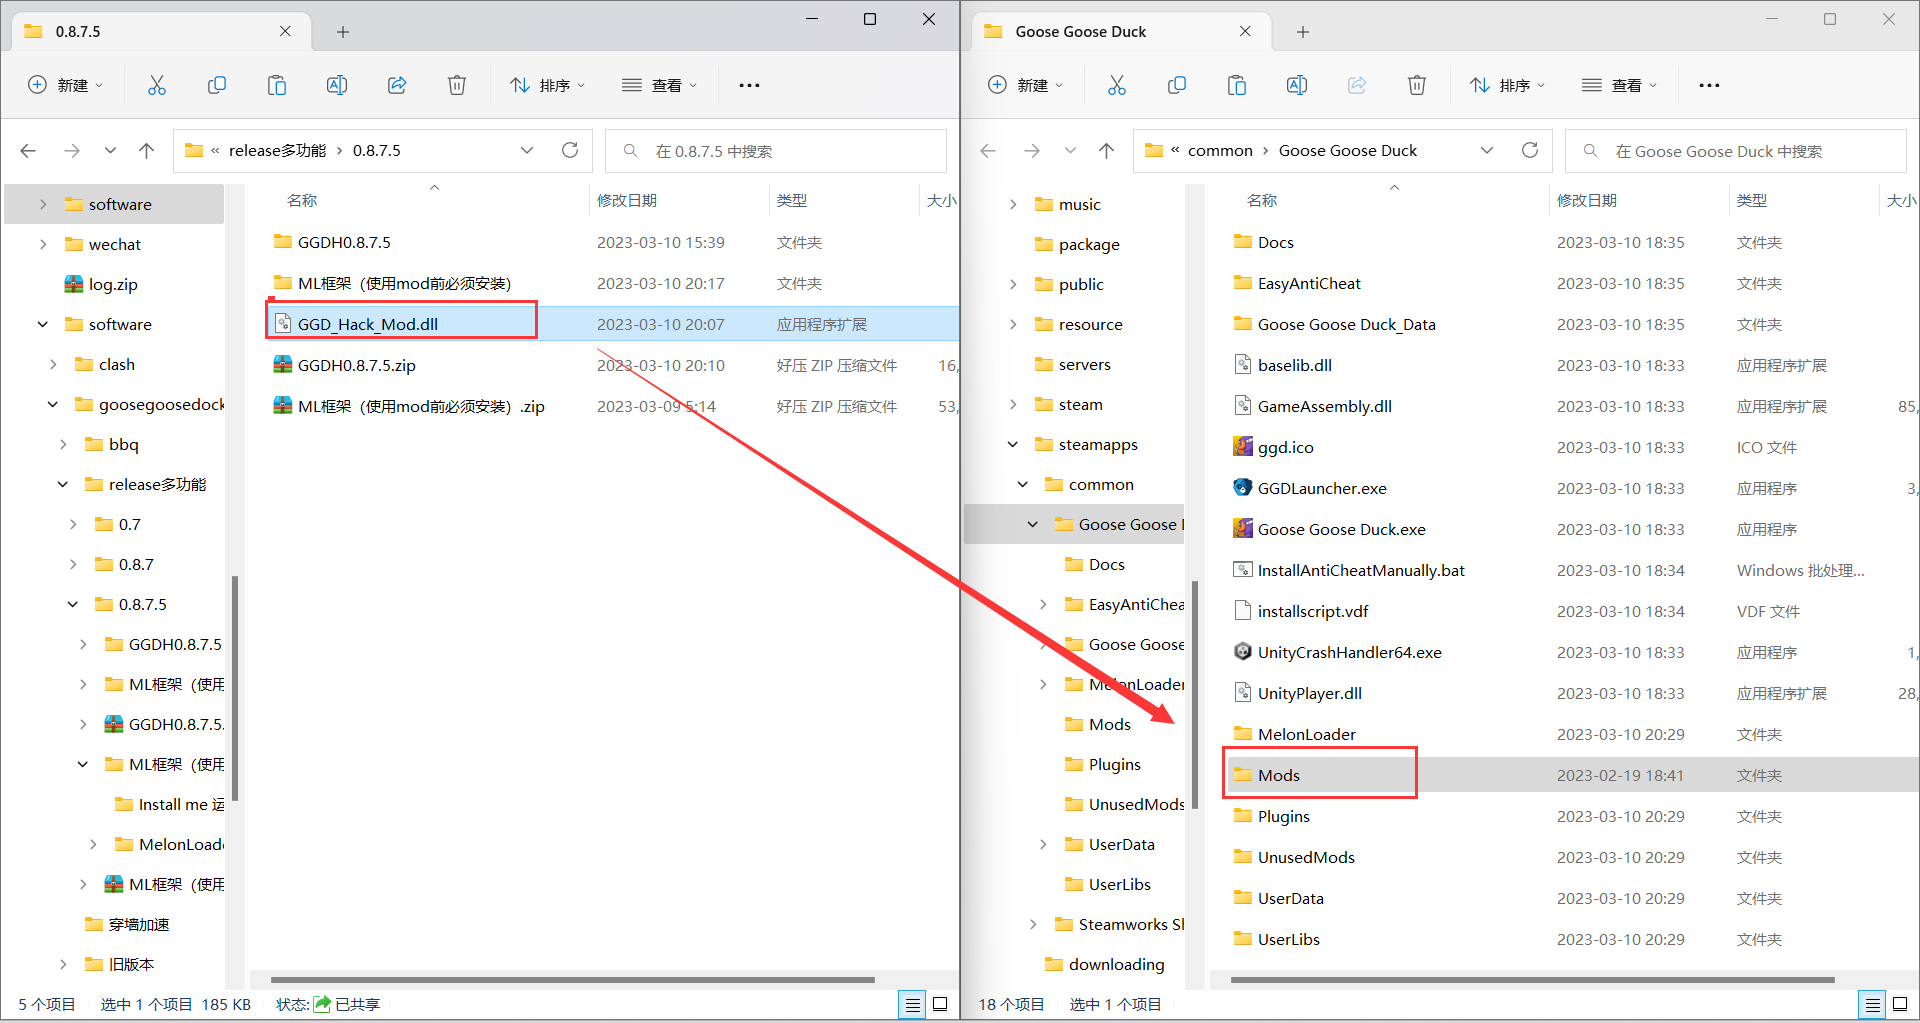 0.8.7.5
新建
排序
查看
release多功能
0.8.7.5
在 0.8.7.5 中搜索
software
wechat
log.zip
software
clash
goosegoosedock
bbq
release多功能
0.7
0.8.7
0.8.7.5
GGDH0.8.7.5
ML框架（使用
GGDH0.8.7.5.
ML框架（使用
Install me 运
MelonLoade
ML框架（使用
穿墙加速
旧版本
名称 修改日期 类型 大小
GGDH0.8.7.5 2023-03-10 15:39 文件夹
ML框架（使用mod前必须安装） 2023-03-10 20:17 文件夹
GGD_Hack_Mod.dll 2023-03-10 20:07 应用程序扩展
GGDH0.8.7.5.zip 2023-03-10 20:10 好压 ZIP 压缩文件 16,
ML框架（使用mod前必须安装）.zip 2023-03-09 5:14 好压 ZIP 压缩文件 53,
5 个项目 选中 1 个项目 185 KB 状态: 已共享
Goose Goose Duck
新建
排序
查看
common
Goose Goose Duck
在 Goose Goose Duck 中搜索
music
package
public
resource
servers
steam
steamapps
common
Goose Goose D
Docs
EasyAntiChea
Goose Goose
MelonLoader
Mods
Plugins
UnusedMods
UserData
UserLibs
Steamworks Sh
downloading
名称 修改日期 类型 大小
Docs 2023-03-10 18:35 文件夹
EasyAntiCheat 2023-03-10 18:35 文件夹
Goose Goose Duck_Data 2023-03-10 18:35 文件夹
baselib.dll 2023-03-10 18:33 应用程序扩展
GameAssembly.dll 2023-03-10 18:33 应用程序扩展 85,
ggd.ico 2023-03-10 18:33 ICO 文件
GGDLauncher.exe 2023-03-10 18:33 应用程序 3,
Goose Goose Duck.exe 2023-03-10 18:33 应用程序
InstallAntiCheatManually.bat 2023-03-10 18:34 Windows 批处理...
installscript.vdf 2023-03-10 18:34 VDF 文件
UnityCrashHandler64.exe 2023-03-10 18:33 应用程序 1,
UnityPlayer.dll 2023-03-10 18:33 应用程序扩展 28,
MelonLoader 2023-03-10 20:29 文件夹
Mods 2023-02-19 18:41 文件夹
Plugins 2023-03-10 20:29 文件夹
UnusedMods 2023-03-10 20:29 文件夹
UserData 2023-03-10 20:29 文件夹
UserLibs 2023-03-10 20:29 文件夹
18 个项目 选中 1 个项目